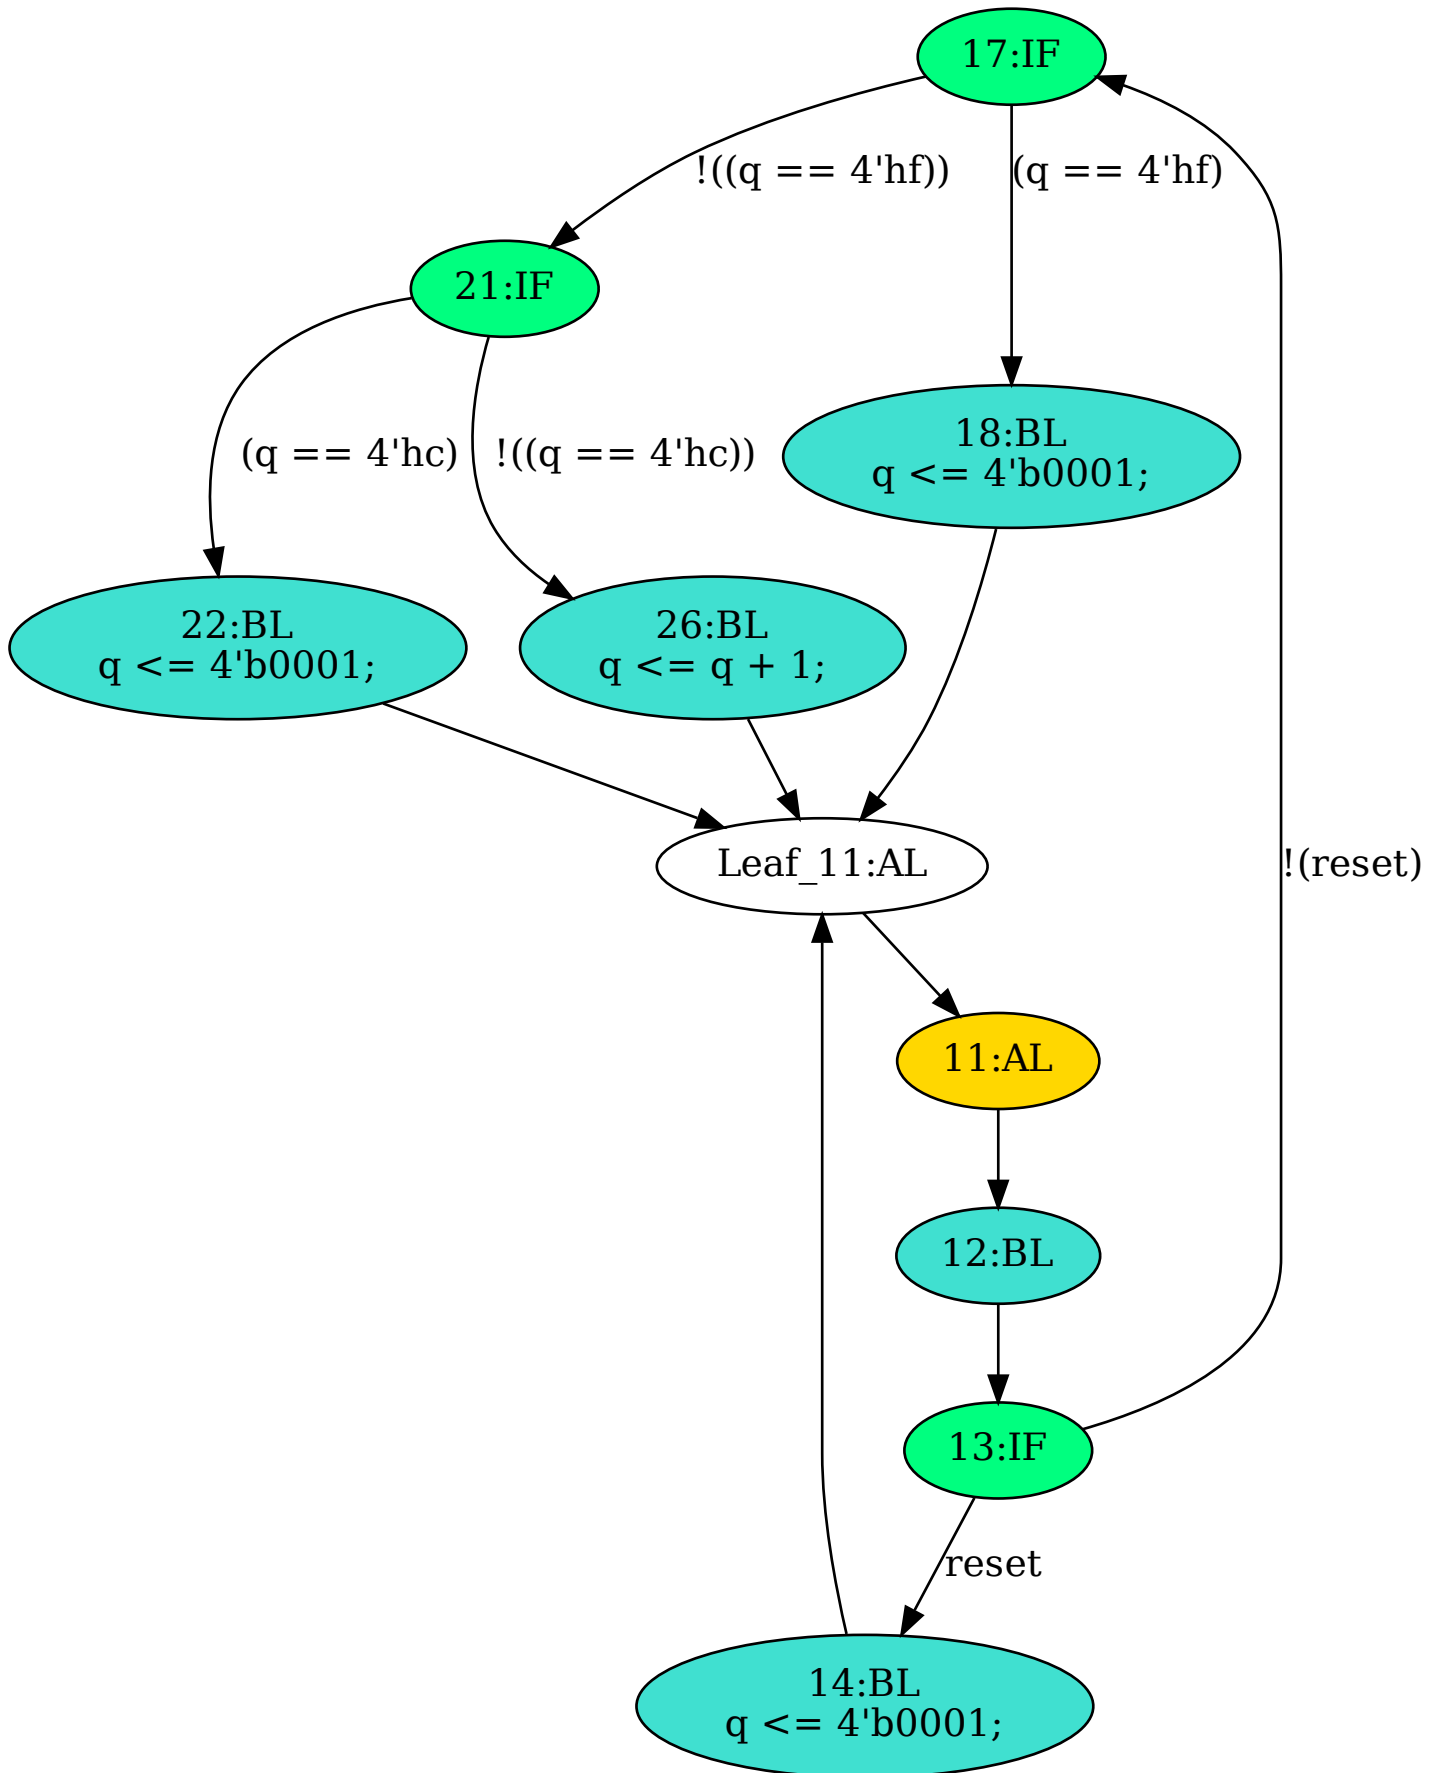 17:IF
!((q == 4'hf))
(q == 4'hf)
21:IF
(q == 4'hc)
!((q == 4'hc))
18:BL
q <= 4'b0001;
22:BL
q <= 4'b0001;
26:BL
q <= q + 1;
Leaf_11:AL
!(reset)
11:AL
12:BL
13:IF
reset
14:BL
q <= 4'b0001;